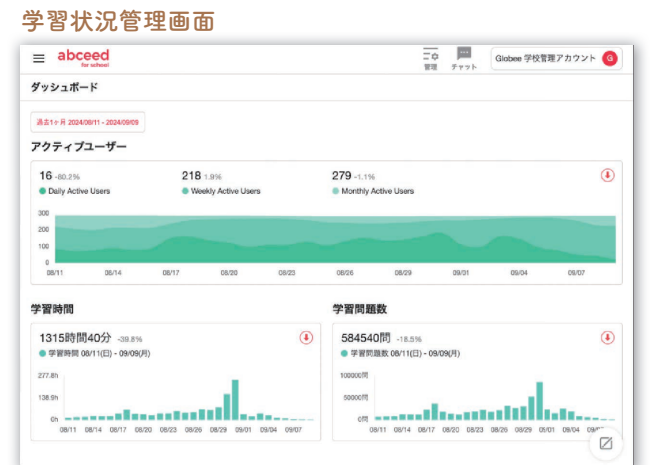 学習状況管理画面
abceed
for school
管理
チャット
Globee 学校管理アカウント G
ダッシュボード
過去1ヶ月 2024/08/11 - 2024/09/09
アクティブユーザー
16 -80.2%
218 1.9%
279 -1.1%
Daily Active Users
Weekly Active Users
Monthly Active Users
300
200
100
0
08/11 08/14 08/17 08/20 08/23 08/26 08/29 09/01 09/04 09/07
学習時間
1315時間40分 -39.8%
学習時間 08/11(日) - 09/09(月)
277.8h
138.9h
0h
08/11 08/14 08/17 08/20 08/23 08/26 08/29 09/01 09/04 09/07
学習問題数
584540問 -18.5%
学習問題数 08/11(日) - 09/09(月)
100000問
50000問
0問
08/11 08/14 08/17 08/20 08/23 08/26 08/29 09/01 09/04